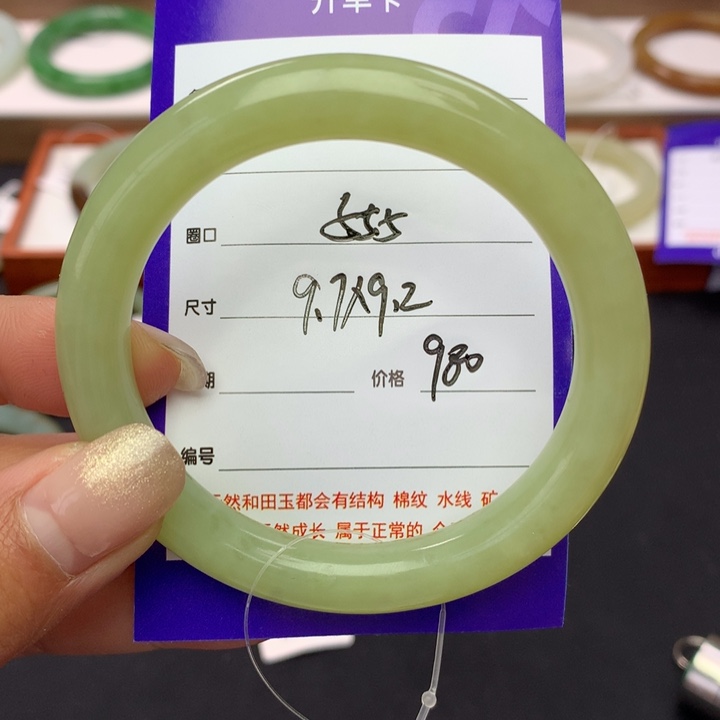 圈口 55.5
尺寸 9.7X9.2
价格 980
编号
然和田玉都会有结构 棉纹 水线 矿
然成长 属于正常的